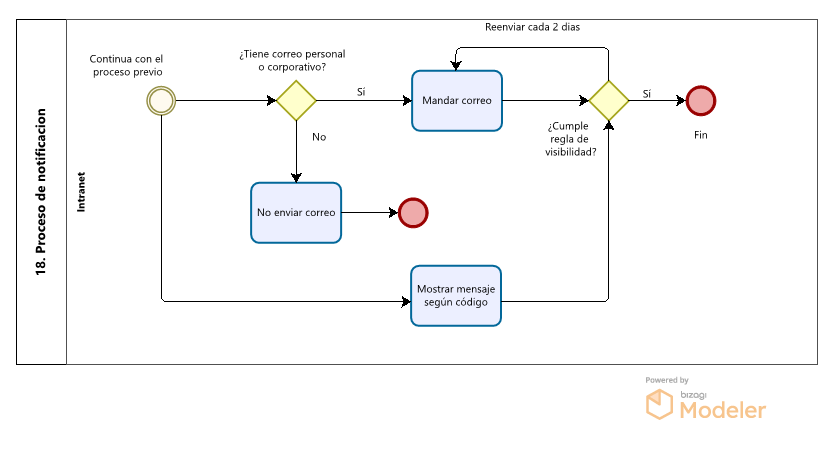 Reenviar cada 2 dias
Continua con el
proceso previo
¿Tiene correo personal
o corporativo?
Sí
Mandar correo
Sí
No
¿Cumple
regla de
visibilidad?
Fin
18. Proceso de notificacion
Intranet
No enviar correo
Mostrar mensaje
según código
Powered by
bizagi
Modeler